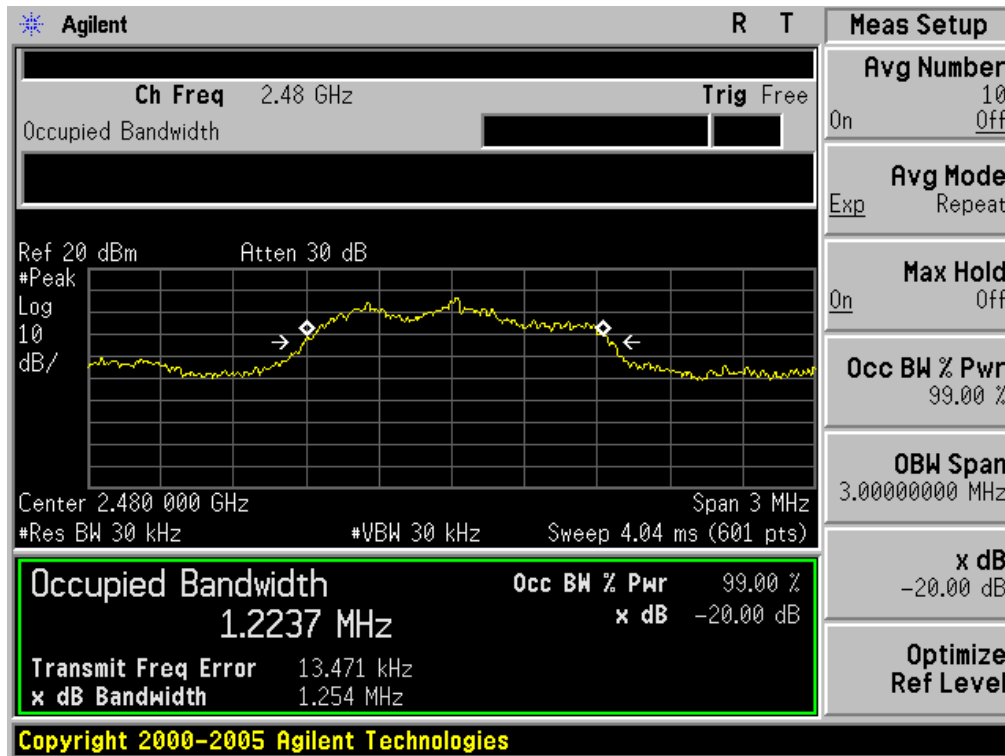 Agilent R T
Meas Setup
Ch Freq 2.48 GHz Trig Free
Occupied Bandwidth
Ref 20 dBm Atten 30 dB
#Peak
Log
10
dB/
Center 2.480 000 GHz Span 3 MHz
#Res BW 30 kHz #VBW 30 kHz Sweep 4.04 ms (601 pts)
Occupied Bandwidth
1.2237 MHz
Occ BW % Pwr 99.00 %
x dB -20.00 dB
Transmit Freq Error 13.471 kHz
x dB Bandwidth 1.254 MHz
Avg Number
10
On Off
Avg Mode
Exp Repeat
Max Hold
On Off
Occ BW % Pwr
99.00 %
OBW Span
3.00000000 MHz
x dB
-20.00 dB
Optimize
Ref Level
Copyright 2000-2005 Agilent Technologies